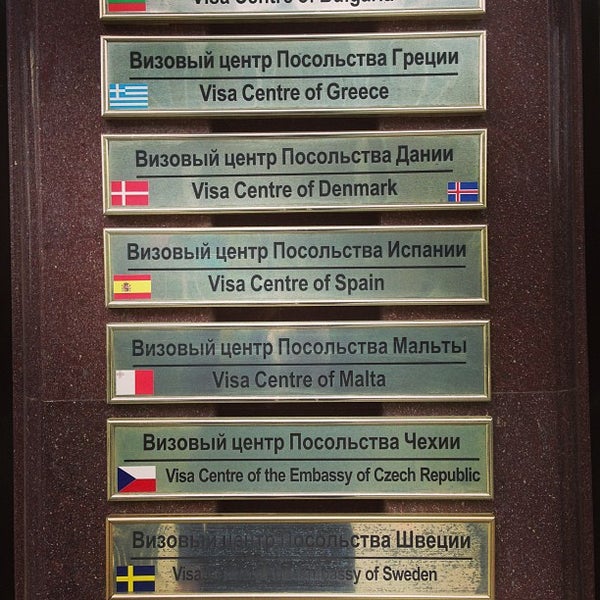 Visa Centre of Bulgaria
Визовый центр Посольства Греции
Visa Centre of Greece
Визовый центр Посольства Дании
Visa Centre of Denmark
Визовый центр Посольства Испании
Visa Centre of Spain
Визовый центр Посольства Мальты
Visa Centre of Malta
Визовый центр Посольства Чехии
Visa Centre of the Embassy of Czech Republic
Визовый центр Посольства Швеции
Visa Embassy of Sweden